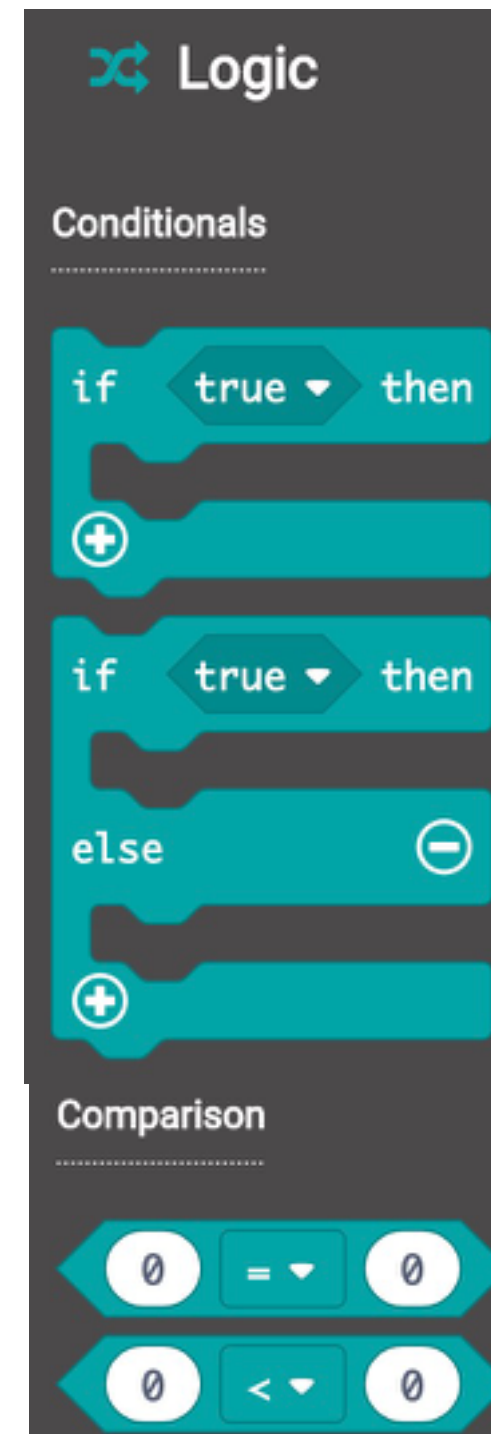 Logic
Conditionals
if true then
if true then
else
Comparison
0 = 0
0 < 0